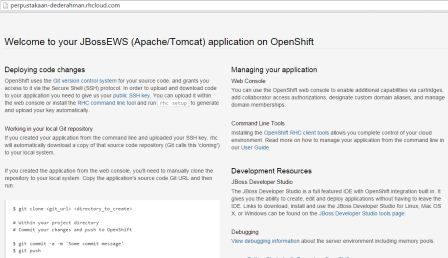 perpustakaan-dederahman.rhcloud.com
Welcome to your JBossEWS (Apache/Tomcat) application on OpenShift
Deploying code changes
OpenShift uses the Git version control system for your source code, and grants you
access to it via the Secure Shell (SSH) protocol. In order to upload and download code
to your application you need to give us your public SSH key. You can upload it within
the web console or install the RHC command line tool and run rhc setup to generate
and upload your key automatically.
Working in your local Git repository
If you created your application from the command line and uploaded your SSH key, rhc
will automatically download a copy of that source code repository (Git calls this 'cloning')
to your local system.
If you created the application from the web console, you'll need to manually clone the
repository to your local system. Copy the application's source code Git URL and then
run:
$ git clone <git_url> <directory_to_create>
# Within your project directory
# Commit your changes and push to OpenShift
$ git commit -a -m 'Some commit message'
$ git push
Managing your application
Web Console
You can use the OpenShift web console to enable additional capabilities via cartridges,
add collaborator access authorizations, designate custom domain aliases, and manage
domain memberships.
Command Line Tools
Installing the OpenShift RHC client tools allows you complete control of your cloud
environment. Read more on how to manage your application from the command line in
our User Guide.
Development Resources
JBoss Developer Studio
The JBoss Developer Studio is a full featured IDE with OpenShift integration built in. It
gives you the ability to create, edit and deploy applications without having to leave the
IDE. Links to download, install and use the JBoss Developer Studio for Linux, Mac OS
X, or Windows can be found on the JBoss Developer Studio tools page.
Debugging
View debugging information about the server environment including memory pools.